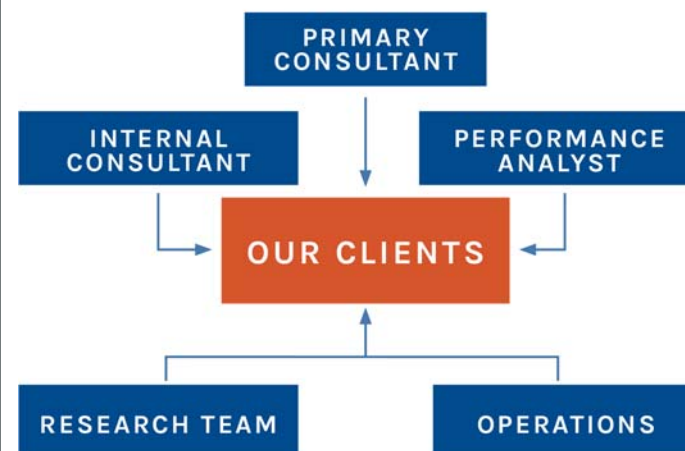 PRIMARY
CONSULTANT
INTERNAL
CONSULTANT
PERFORMANCE
ANALYST
OUR CLIENTS
RESEARCH TEAM
OPERATIONS